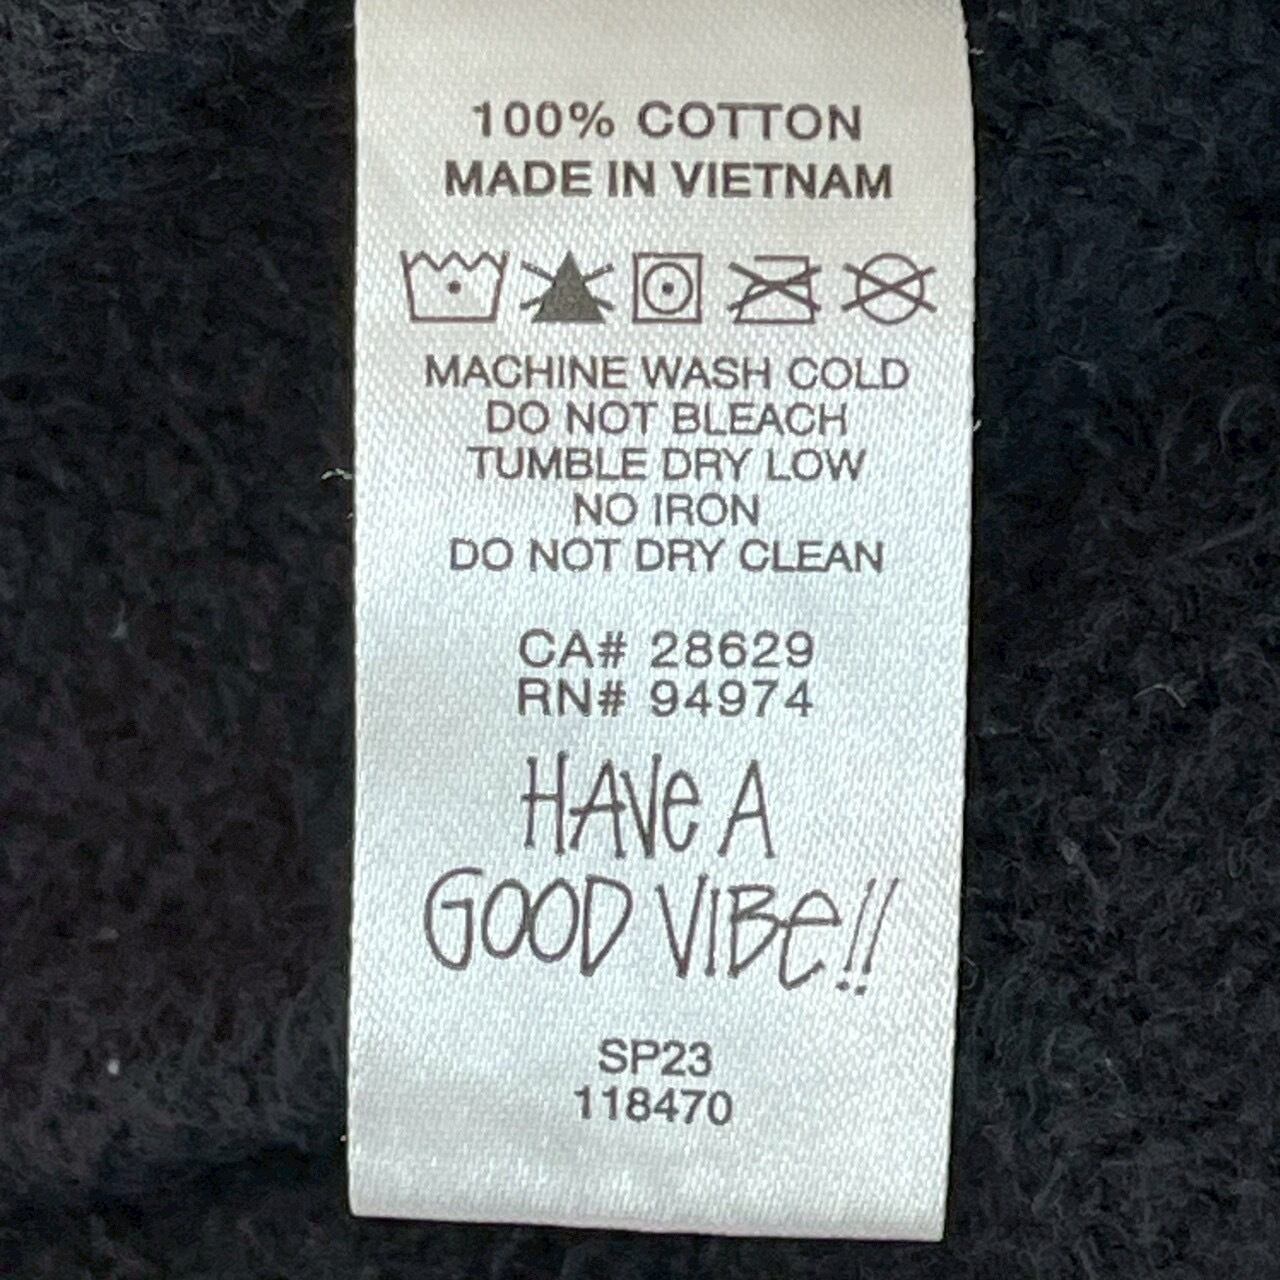 100% COTTON
MADE IN VIETNAM
MACHINE WASH COLD
DO NOT BLEACH
TUMBLE DRY LOW
NO IRON
DO NOT DRY CLEAN
CA# 28629
RN# 94974
HAVe A
GOOD VIBe!!
SP23
118470